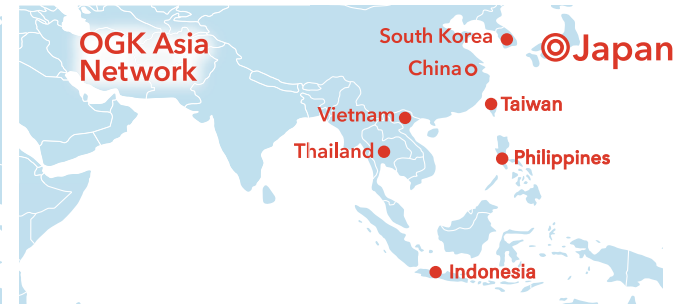 OGK Asia
Network
South Korea
Japan
China
Taiwan
Vietnam
Thailand
Philippines
Indonesia